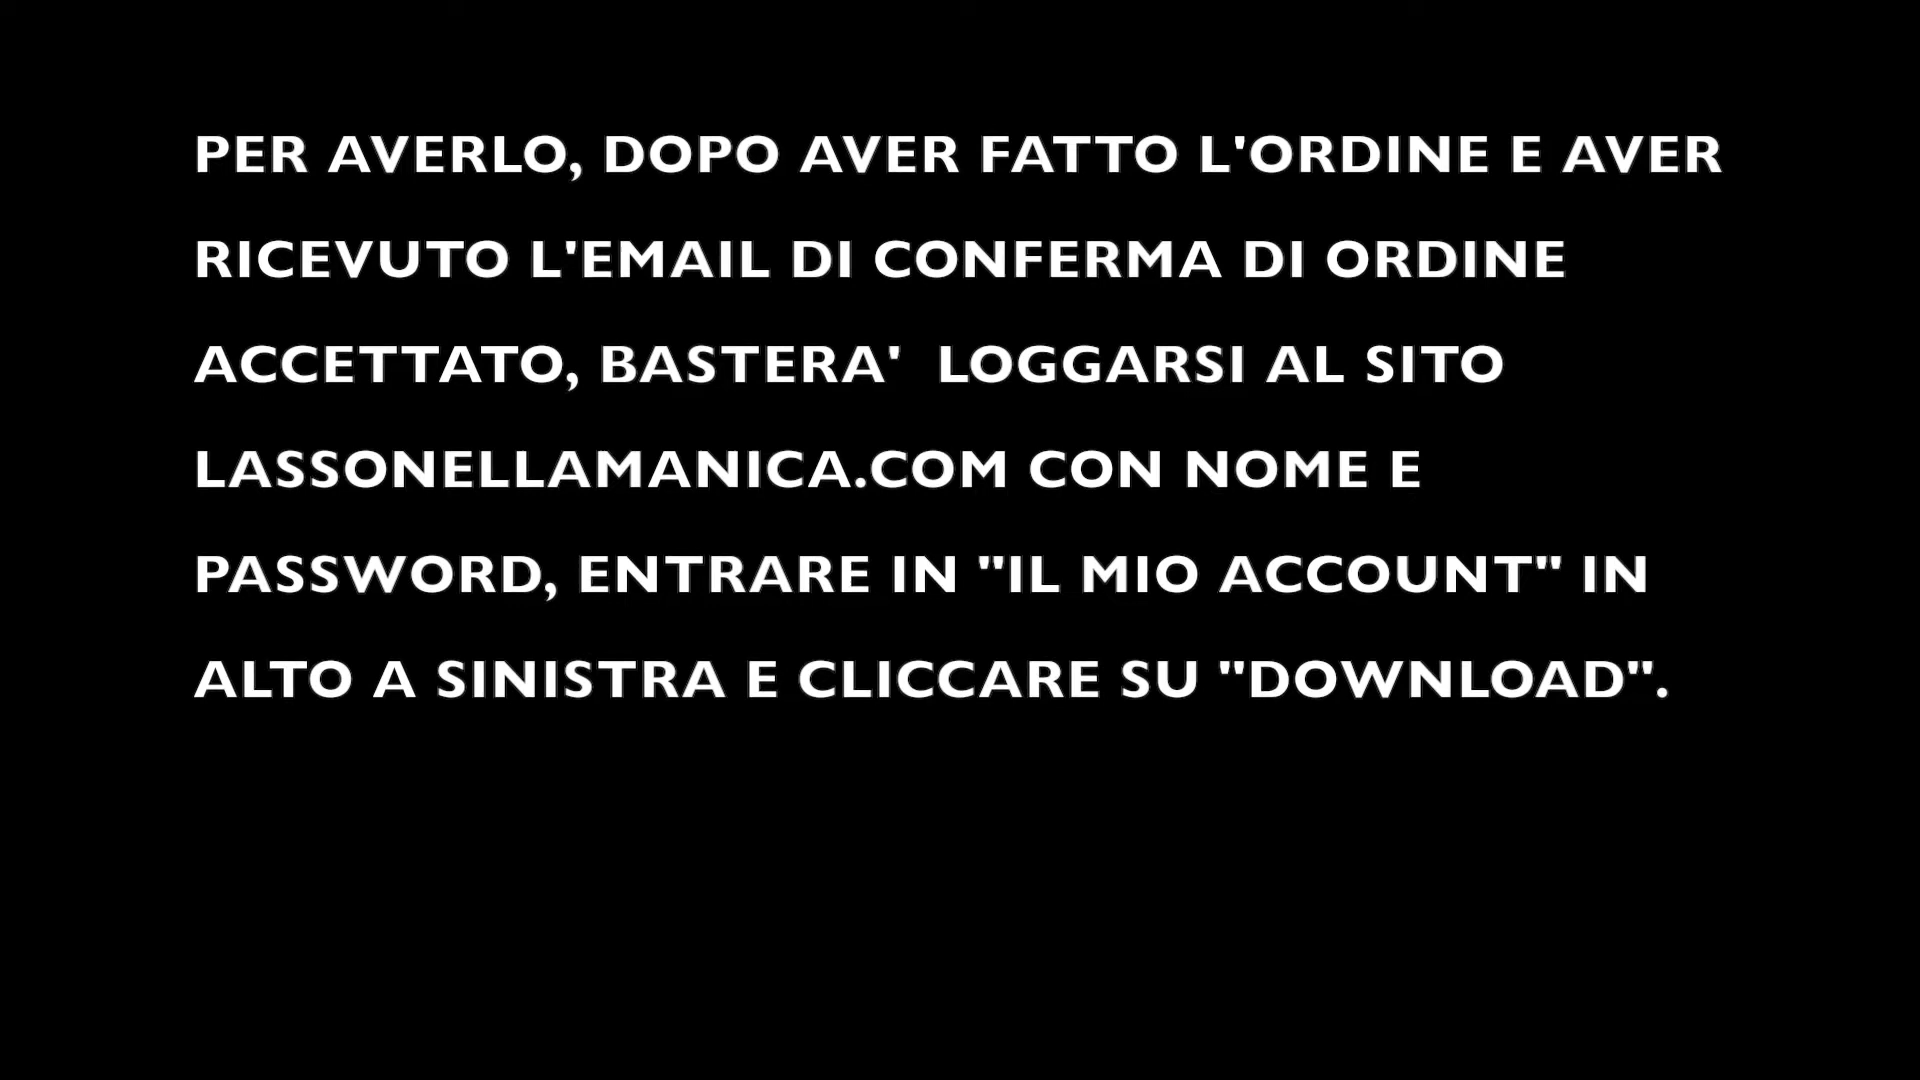 PER AVERLO, DOPO AVER FATTO L'ORDINE E AVER
RICEVUTO L'EMAIL DI CONFERMA DI ORDINE
ACCETTATO, BASTERA'  LOGGARSI AL SITO
LASSONELLAMANICA.COM CON NOME E
PASSWORD, ENTRARE IN "IL MIO ACCOUNT" IN
ALTO A SINISTRA E CLICCARE SU "DOWNLOAD".